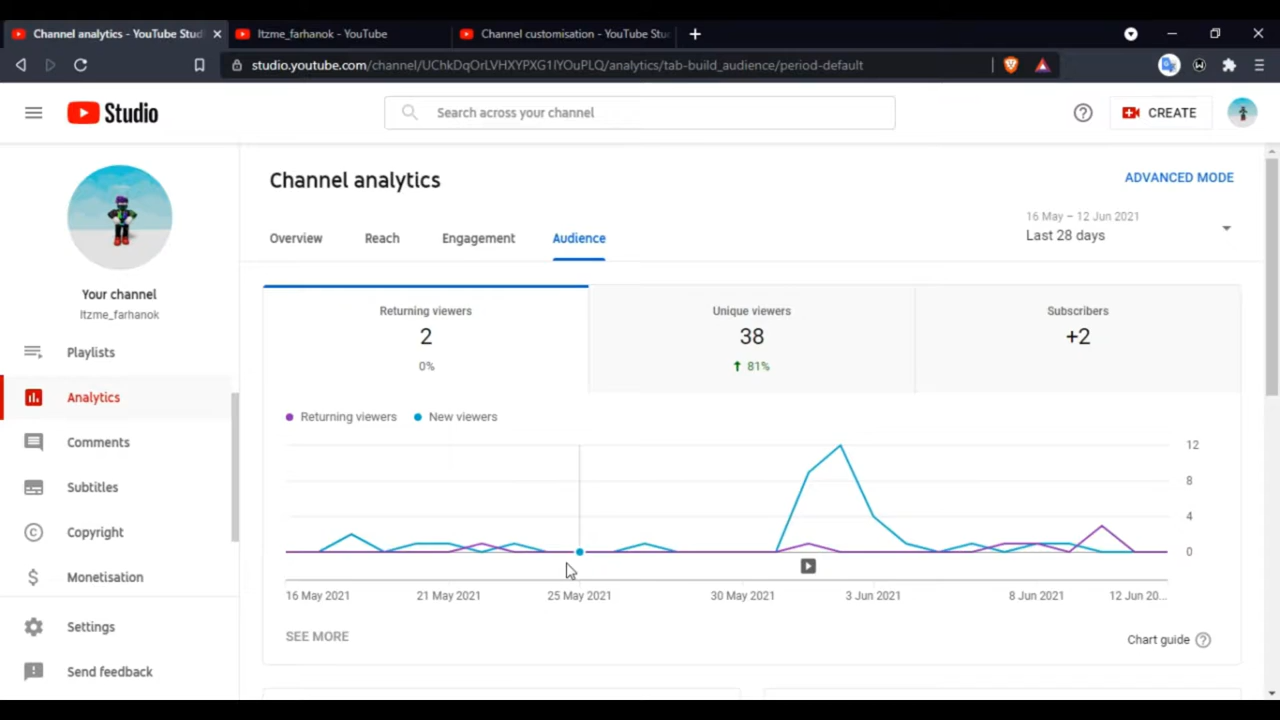 Channel analytics - YouTube Stud
Itzme_farhanok - YouTube
Channel customisation - YouTube Stu
studio.youtube.com/channel/UChkDqOrLVHXYPXG1IYOuPLQ/analytics/tab-build_audience/period-default
Studio
Search across your channel
CREATE
Your channel
Itzme_farhanok
Playlists
Analytics
Comments
Subtitles
Copyright
Monetisation
Settings
Send feedback
Channel analytics
ADVANCED MODE
16 May – 12 Jun 2021
Last 28 days
Overview
Reach
Engagement
Audience
Returning viewers
2
0%
Unique viewers
38
81%
Subscribers
+2
Returning viewers
New viewers
12
8
4
0
16 May 2021
21 May 2021
25 May 2021
30 May 2021
3 Jun 2021
8 Jun 2021
12 Jun 20...
SEE MORE
Chart guide